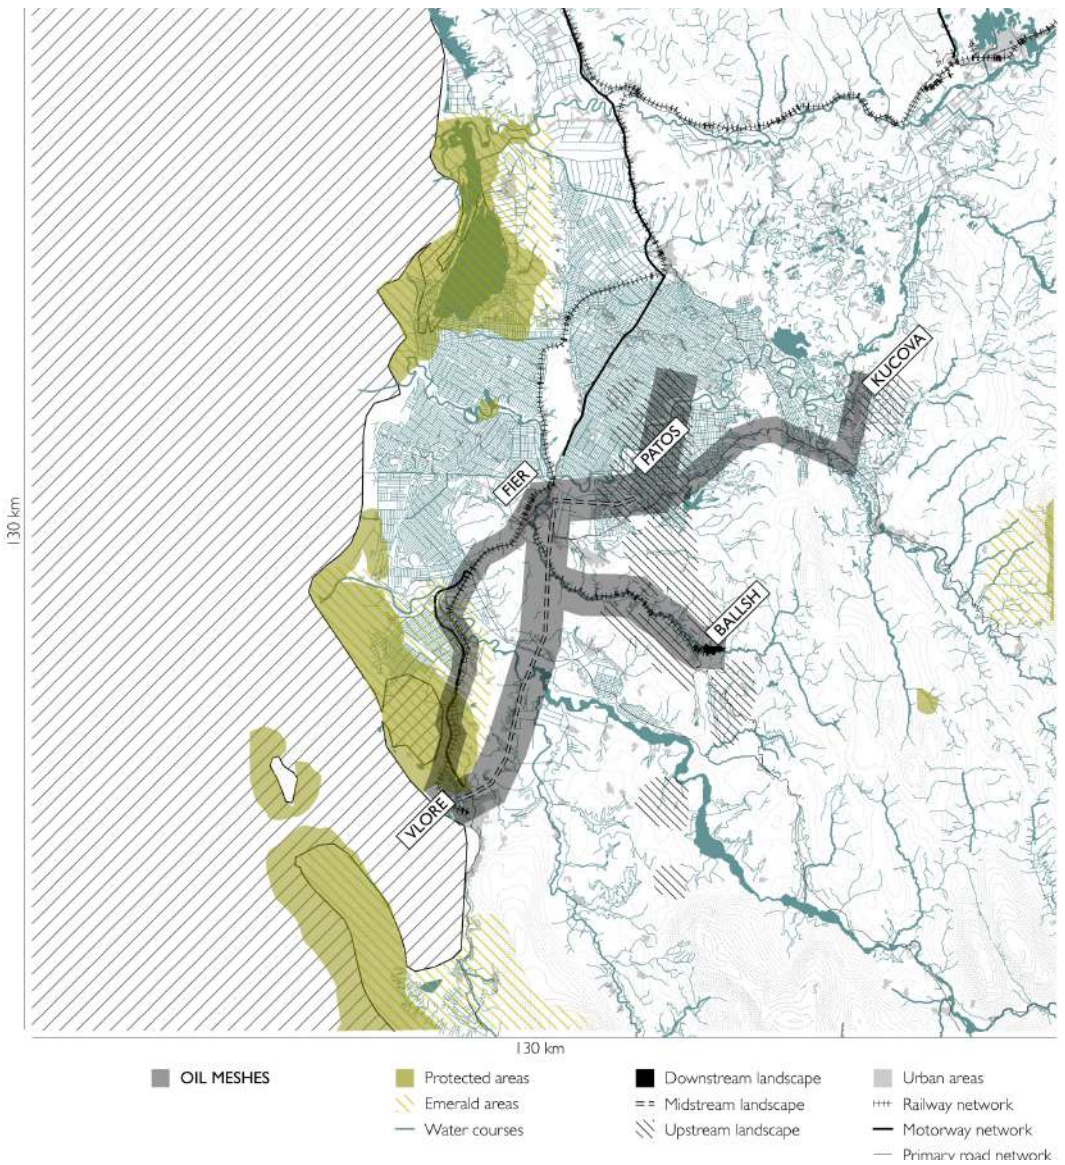 KUCOVA
PATOS
FIER
130 km
BALLSH
VLORE
130 km
OIL MESHES
Protected areas
Emerald areas
Water courses
Downstream landscape
Midstream landscape
Upstream landscape
Urban areas
Railway network
Motorway network
Primary road network